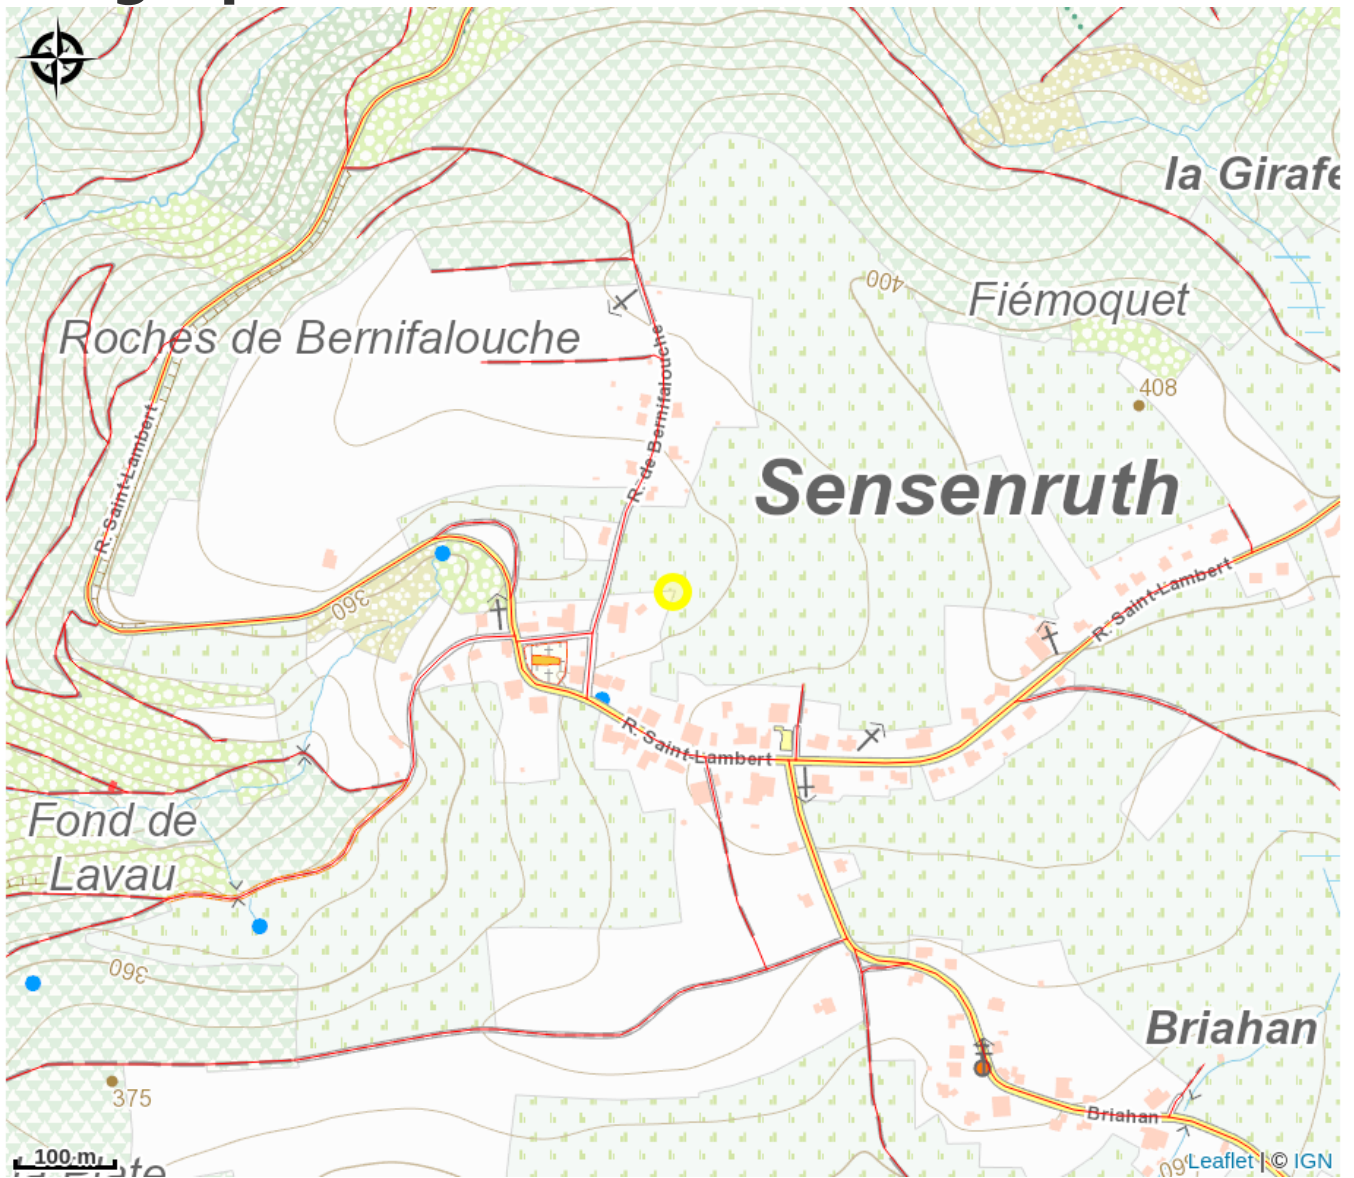 la Girafe
400
Fiémoquet
Roches de Bernifalouche
408
R. de Bernifalouche
R. Saint-Lambert
Sensenruth
360
R. Saint-Lambert
R. Saint-Lambert
Fond de
Lavau
360
Briahan
375
Briahan
100 m
Leaflet | © IGN